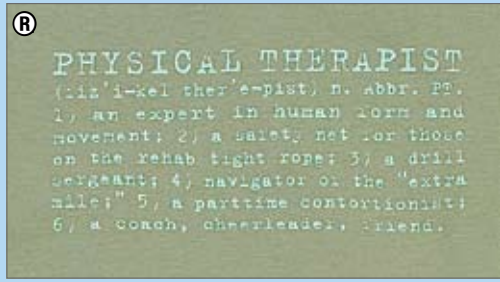 ®
PHYSICAL THERAPIST
(fiz'i-kel ther'e-pist) n. Abbr. PT.
1) an expert in human form and
movement; 2) a safety net for those
on the rehab tight rope; 3) a drill
sergeant; 4) navigator of the "extra
mile;" 5) a parttime contortionist;
6) a coach, cheerleader, friend.